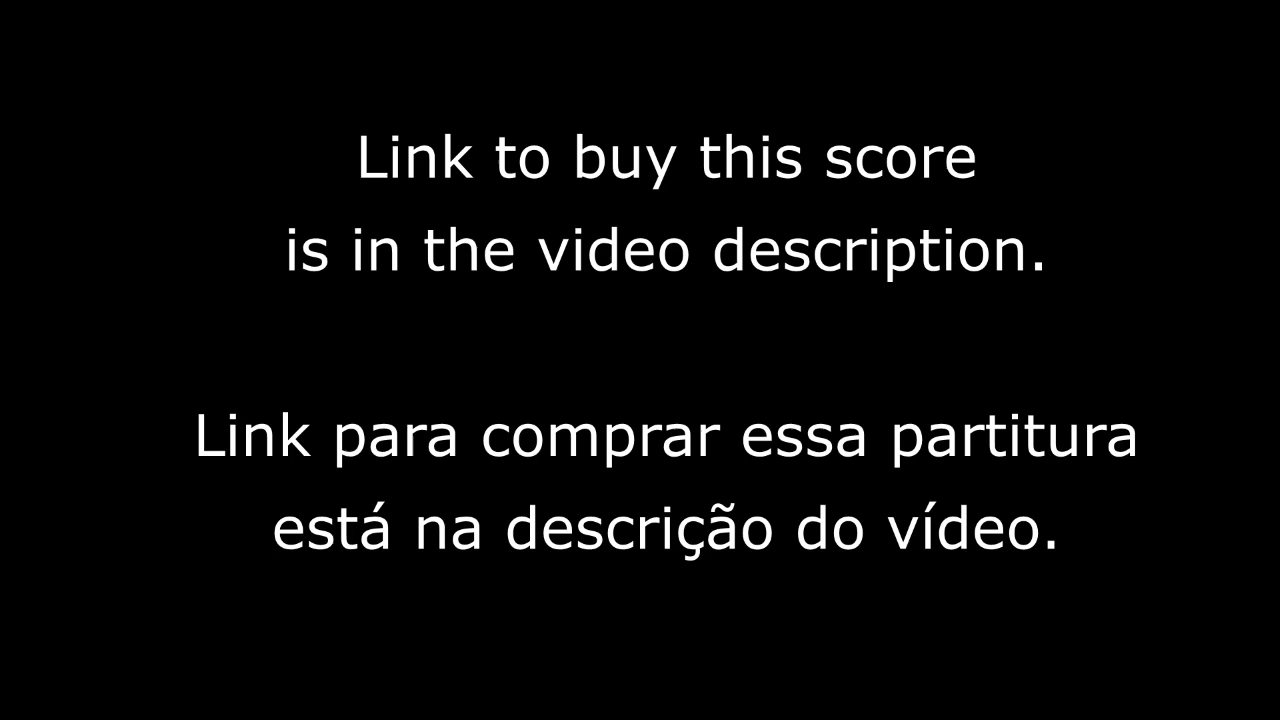 Link to buy this score
is in the video description.
Link para comprar essa partitura
está na descrição do vídeo.